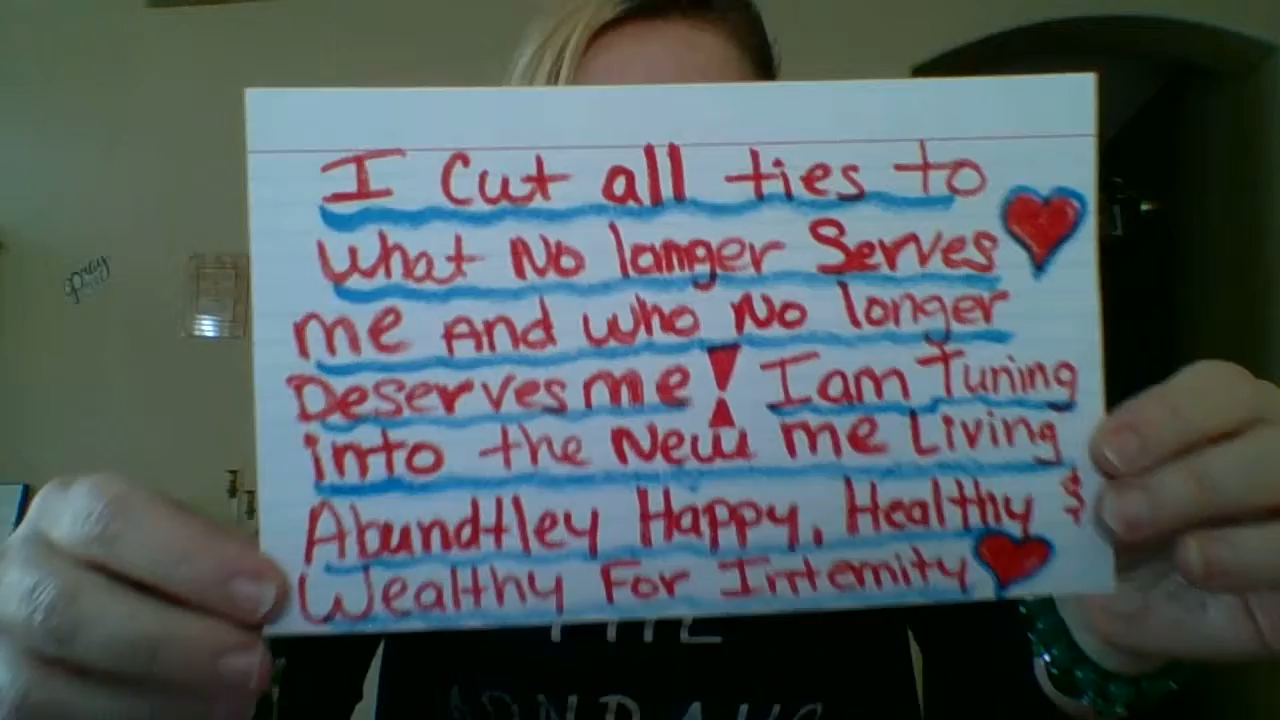 I Cut all ties to
what No longer Serves
me And who No longer
Deserves me! I am Tuning
into the New me Living
Abundtley Happy, Healthy &
Wealthy For Internity
pray